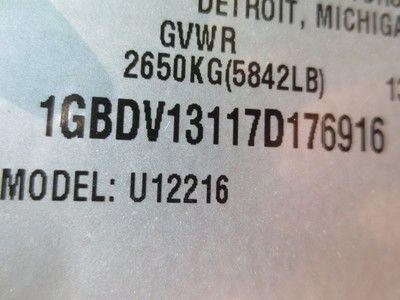 DETROIT, MICHIGA
GVWR
2650KG(5842LB)
1GBDV13117D176916
MODEL: U12216